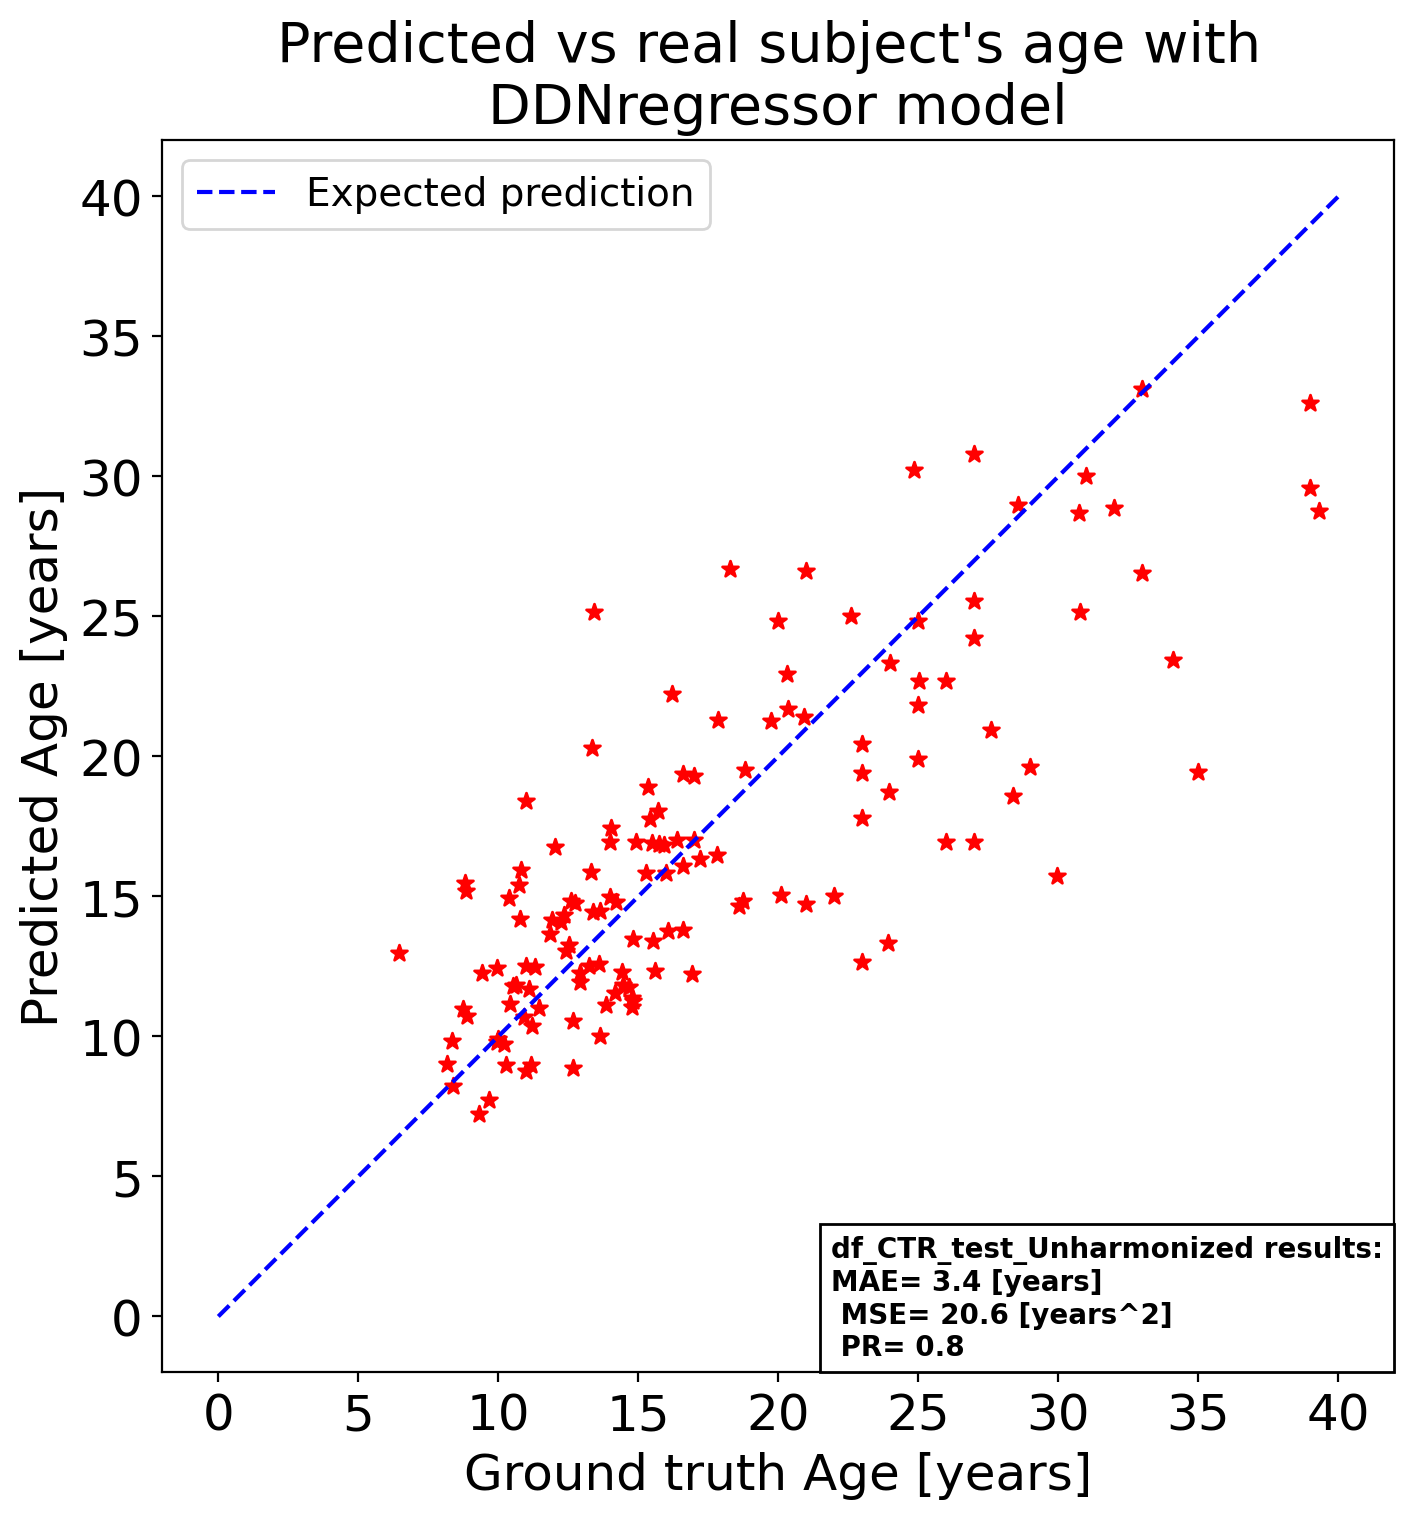 Predicted vs real subject's age with
DDNregressor model
Expected prediction
Predicted Age [years]
40
35
30
25
20
15
10
5
0
df_CTR_test_Unharmonized results:
MAE= 3.4 [years]
MSE= 20.6 [years^2]
PR= 0.8
0 5 10 15 20 25 30 35 40
Ground truth Age [years]